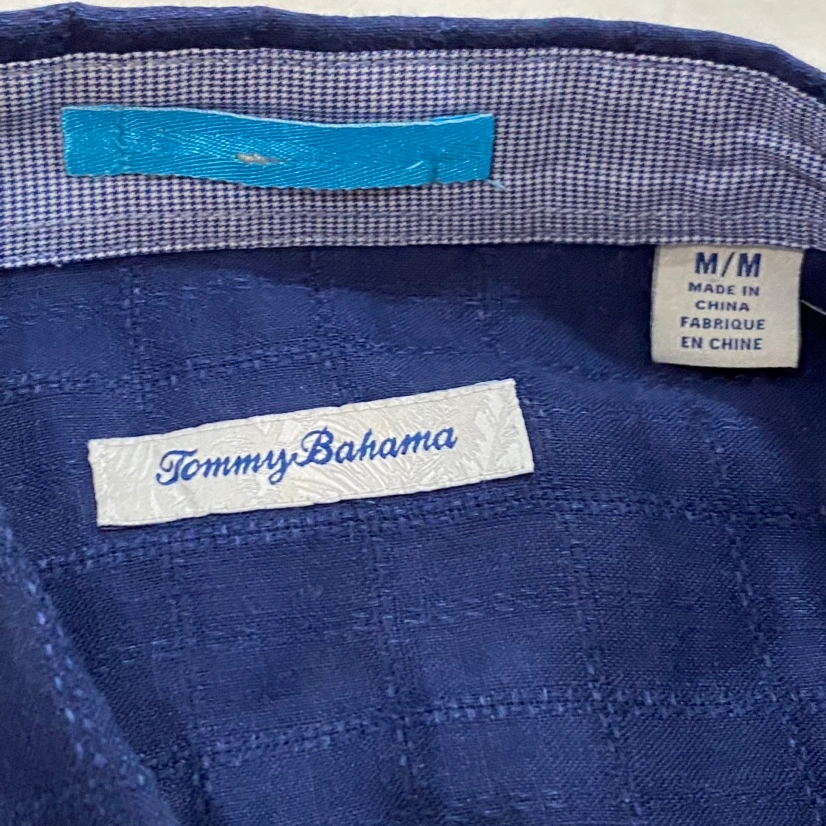 M/M
MADE IN
CHINA
FABRIQUE
EN CHINE
Tommy Bahama